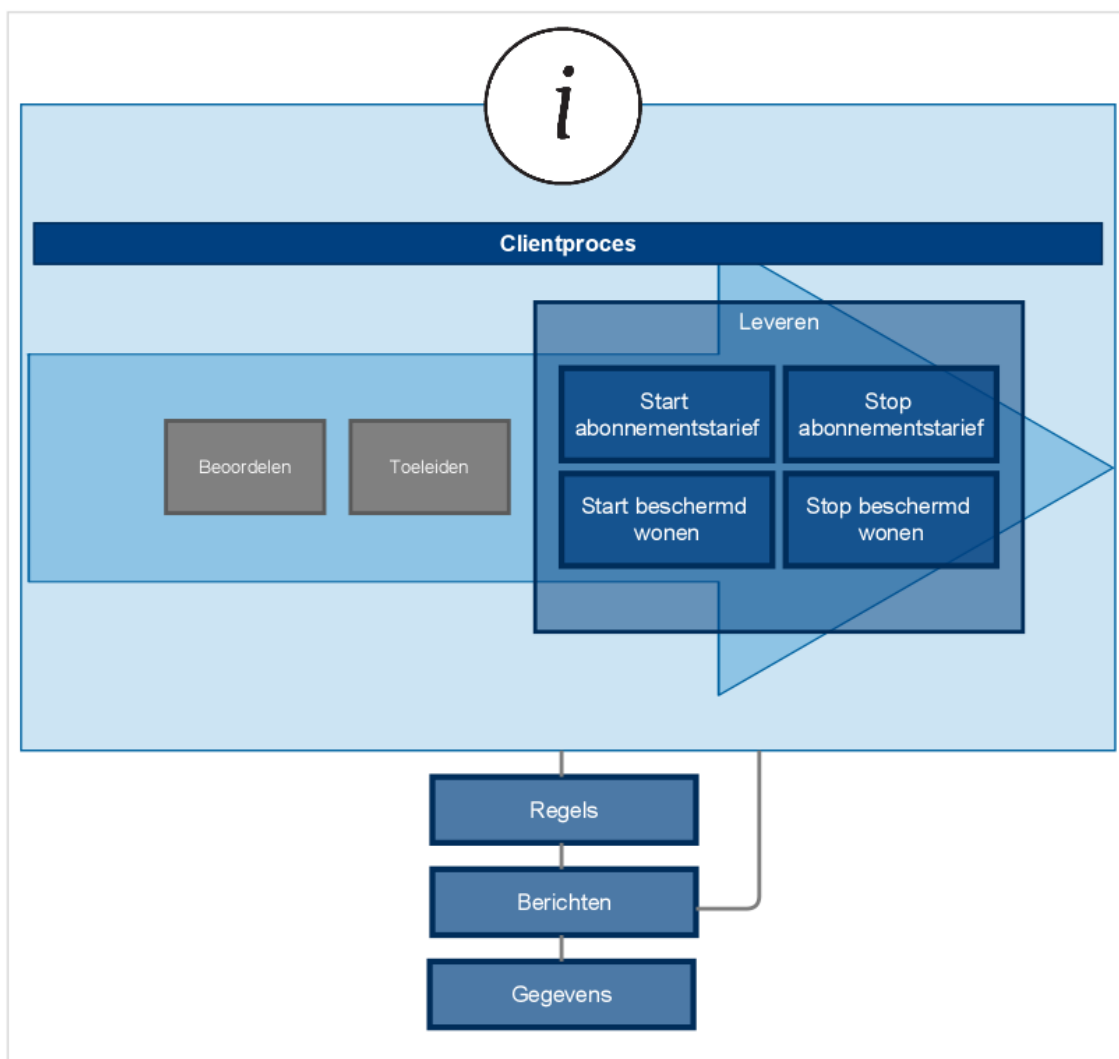 i
Clientproces
Leveren
Start
abonnementstarief
Stop
abonnementstarief
Beoordelen
Toeleiden
Start beschermd
wonen
Stop beschermd
wonen
Regels
Berichten
Gegevens